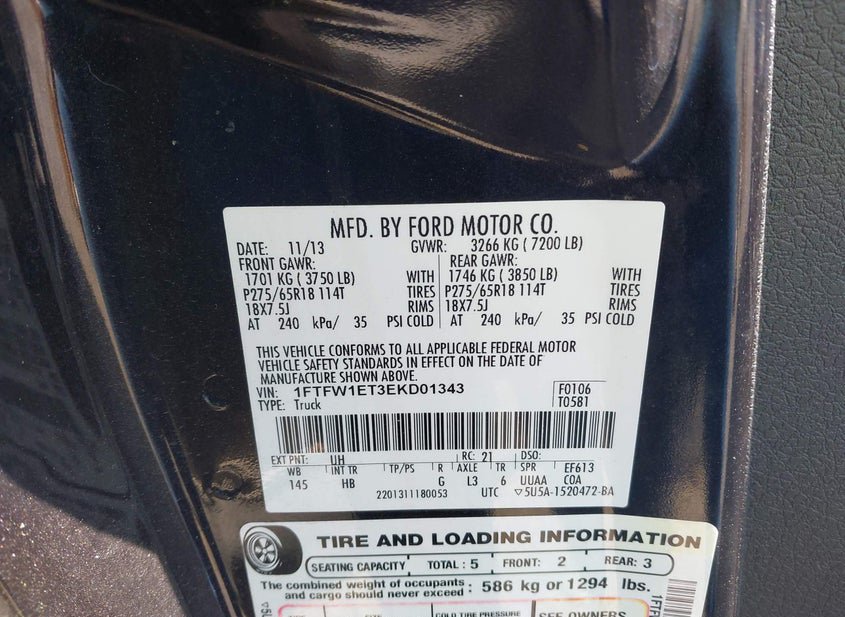 MFD. BY FORD MOTOR CO.
DATE: 11/13 GVWR: 3266 KG ( 7200 LB)
FRONT GAWR: REAR GAWR:
1701 KG ( 3750 LB) WITH 1746 KG ( 3850 LB) WITH
P275/65R18 114T TIRES P275/65R18 114T TIRES
18X7.5J RIMS 18X7.5J RIMS
AT 240 kPa/ 35 PSI COLD AT 240 kPa/ 35 PSI COLD
THIS VEHICLE CONFORMS TO ALL APPLICABLE FEDERAL MOTOR
VEHICLE SAFETY STANDARDS IN EFFECT ON THE DATE OF
MANUFACTURE SHOWN ABOVE.
VIN: 1FTFW1ET3EKD01343 F0106
TYPE: Truck T0581
EXT PNT: UH RC: 21 DSO:
WB INT TR TP/PS R AXLE TR SPR EF613
145 HB G L3 6 UUAA COA
2201311180053 UTC ▽5U5A-1520472-BA
TIRE AND LOADING INFORMATION
SEATING CAPACITY TOTAL : 5 FRONT: 2 REAR: 3
The combined weight of occupants
and cargo should never exceed : 586 kg or 1294 lbs.
COLD TIRE PRESSURE SEE OWNERS
1FTF